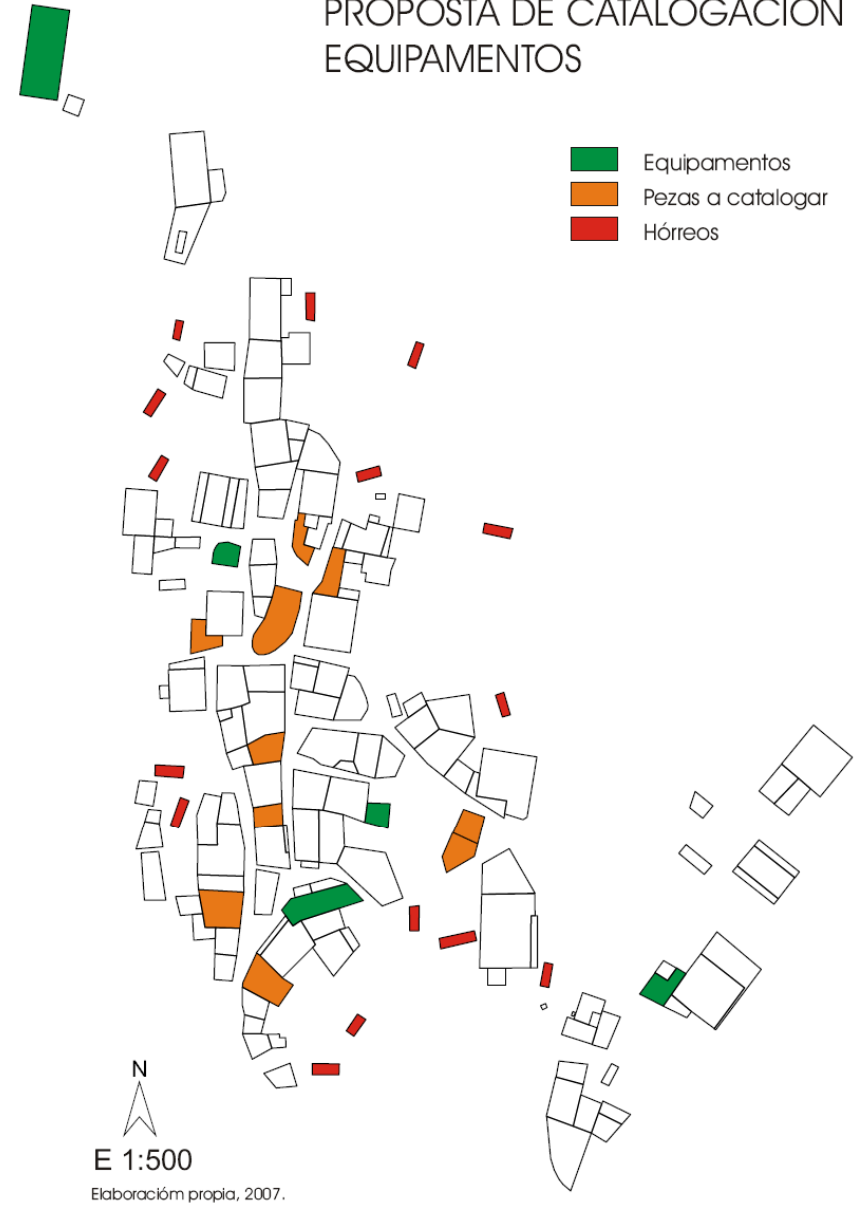 PROPOSTA DE CATALOGACIÓN
EQUIPAMENTOS
Equipamentos
Pezas a catalogar
Hórreos
N
E 1:500
Elaboracióm propia, 2007.